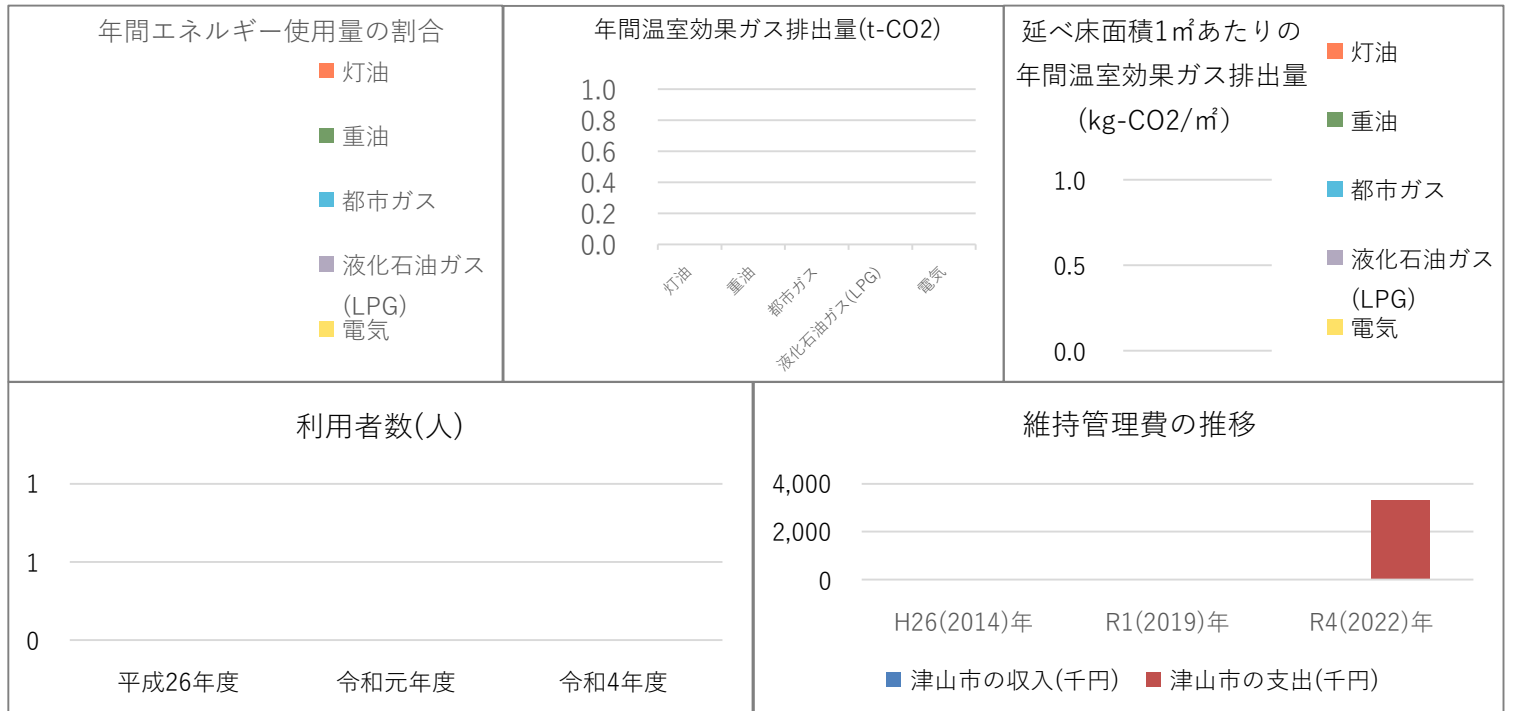 年間エネルギー使用量の割合
灯油
重油
都市ガス
液化石油ガス
(LPG)
電気
年間温室効果ガス排出量(t-CO2)
1.0
0.8
0.6
0.4
0.2
0.0
灯油
重油
都市ガス
液化石油ガス(LPG)
電気
延べ床面積1㎡あたりの
年間温室効果ガス排出量
(kg-CO2/㎡)
1.0
0.5
0.0
灯油
重油
都市ガス
液化石油ガス
(LPG)
電気
利用者数(人)
1
1
0
平成26年度
令和元年度
令和4年度
維持管理費の推移
4,000
2,000
0
H26(2014)年
R1(2019)年
R4(2022)年
津山市の収入(千円)
津山市の支出(千円)